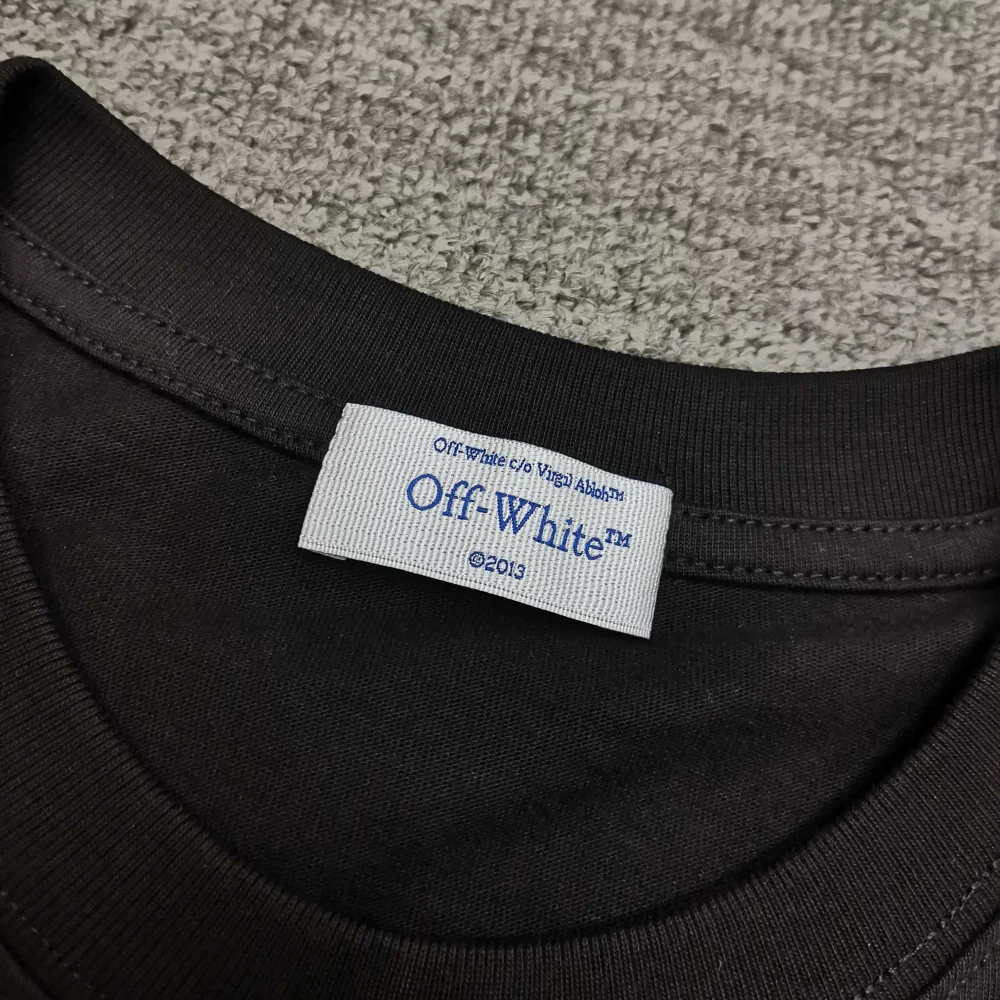 Off-White c/o Virgil Abloh™
Off-White™
©2013